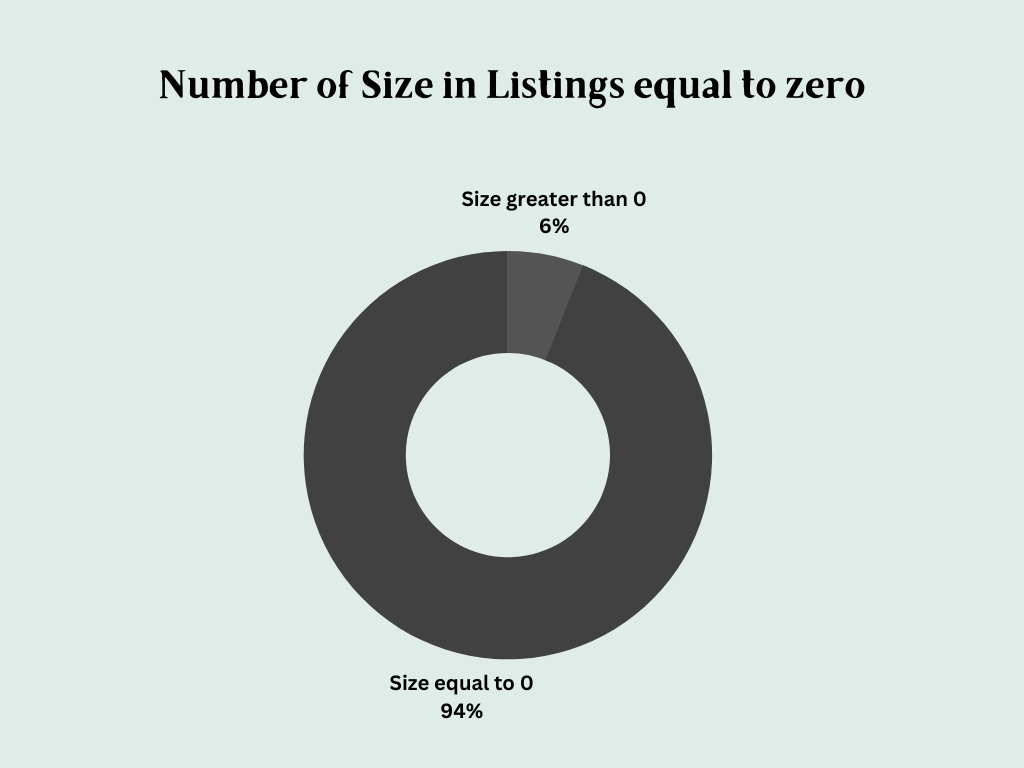 Number of Size in Listings equal to zero
Size greater than 0
6%
Size equal to 0
94%